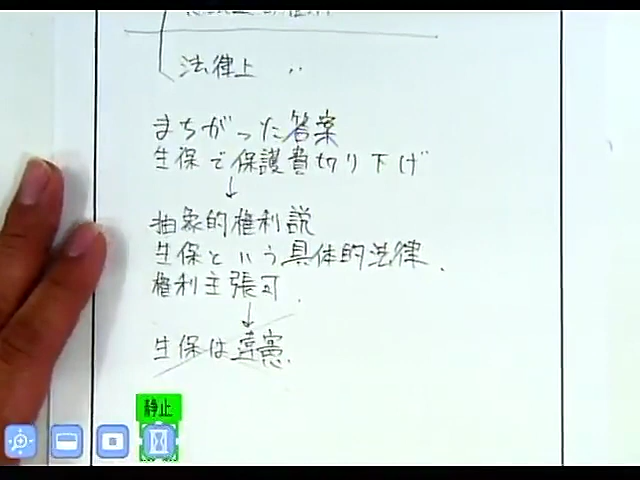 法律上 ‥
まちがった答案
生保で保護費切り下げ
↓
抽象的権利説
生保という具体的法律.
権利主張可.
↓
生保は違憲.
静止